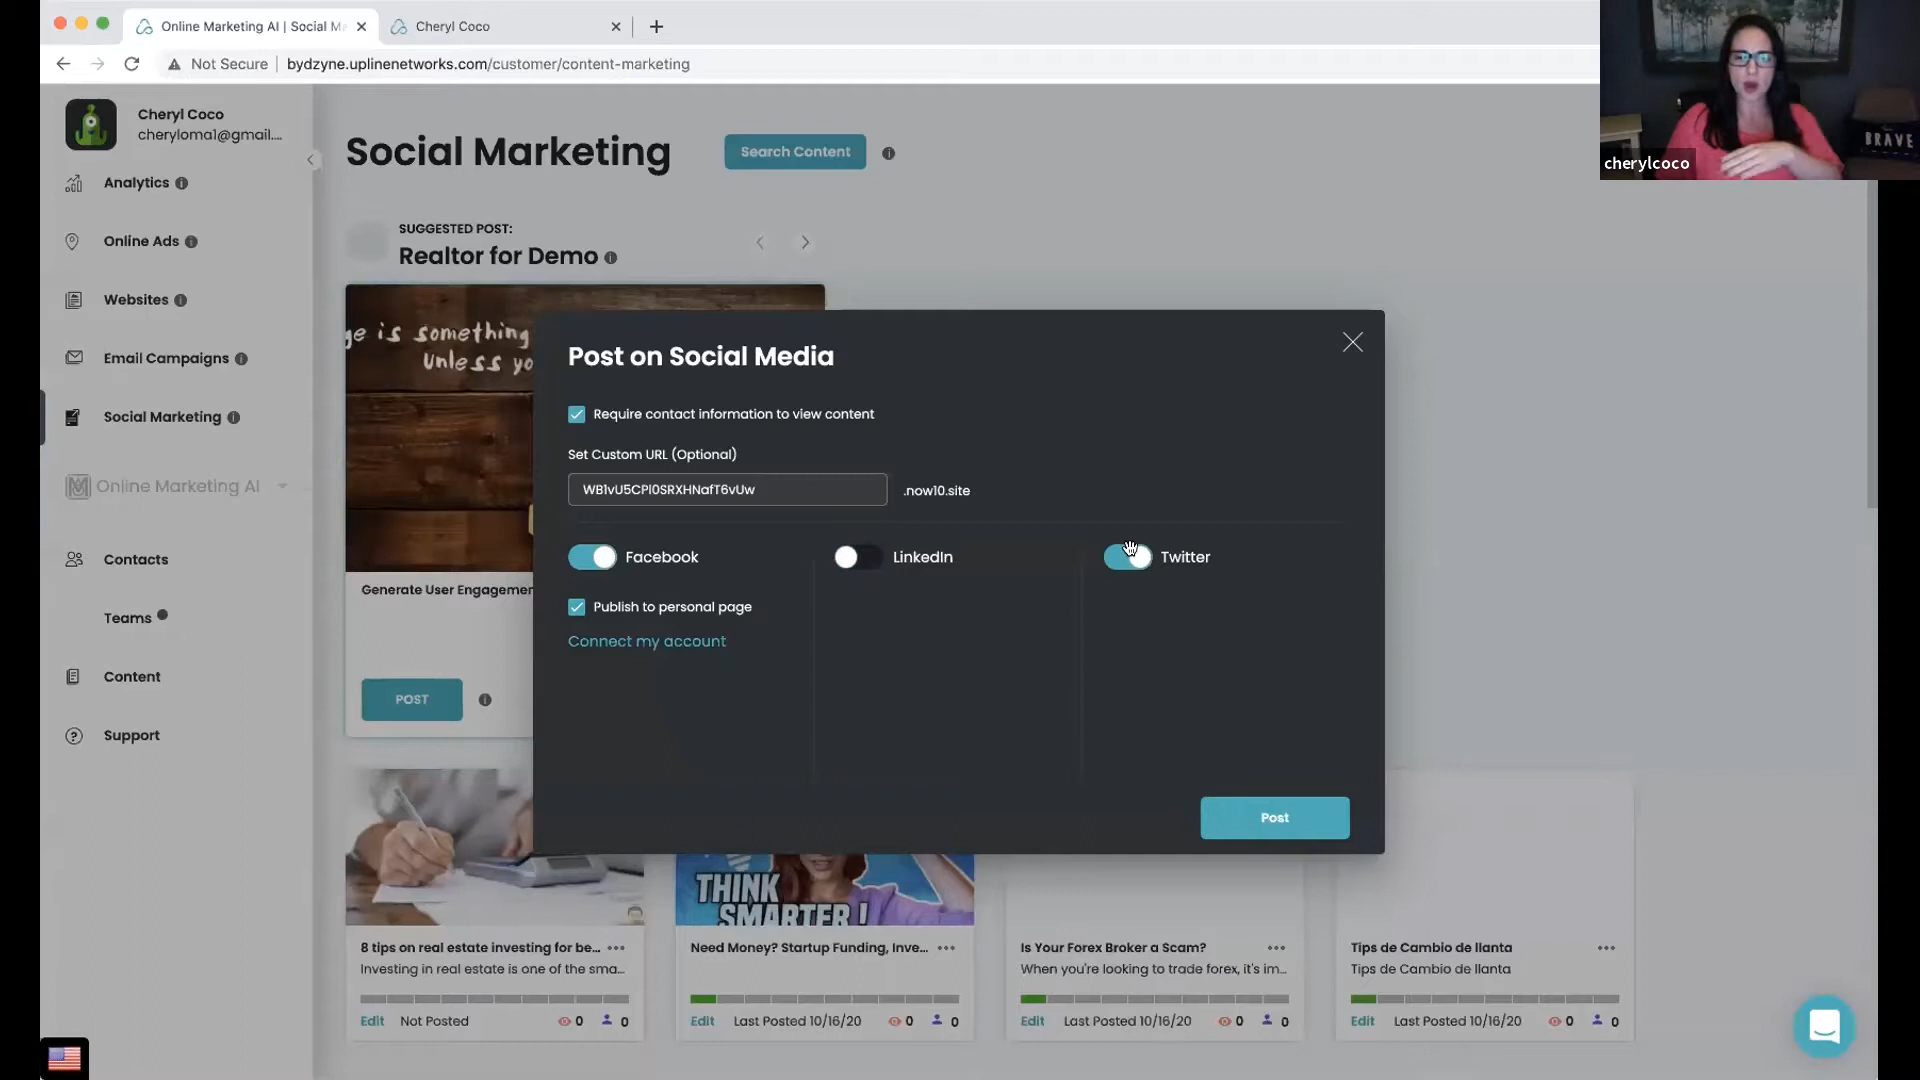 Online Marketing AI | Social Ma
Cheryl Coco
Not Secure
bydzyne.uplinenetworks.com/customer/content-marketing
BRAVE
cherylcoco
Cheryl Coco
cheryloma1@gmail....
Analytics
Online Ads
Websites
Email Campaigns
Social Marketing
Online Marketing AI
Contacts
Teams
Content
Support
Social Marketing
Search Content
SUGGESTED POST:
Realtor for Demo
ge is something
Unless yo
Generate User Engagemen
POST
Post on Social Media
Require contact information to view content
Set Custom URL (Optional)
WB1vU5CPl0SRXHNafT6vUw
.now10.site
Facebook
LinkedIn
Twitter
Publish to personal page
Connect my account
Post
THINK
SMARTER!
8 tips on real estate investing for be...
Investing in real estate is one of the sma...
Edit Not Posted 0 0
Need Money? Startup Funding, Inve...
Edit Last Posted 10/16/20 0 0
Is Your Forex Broker a Scam?
When you're looking to trade forex, it's im...
Edit Last Posted 10/16/20 0 0
Tips de Cambio de llanta
Tips de Cambio de llanta
Edit Last Posted 10/16/20 0 0